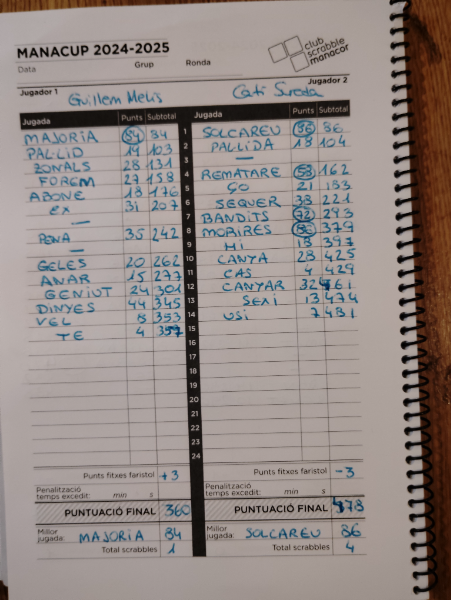 MANACUP 2024-2025
club scrabble manacor
Data Grup Ronda
Jugador 1 Guillem Melis Jugador 2 Cati Sureda
Jugada Punts Subtotal Jugada Punts Subtotal
MAJORIA 84 84 1 SOLCAREU 86 86
PAL·LID 19 103 2 PAL·LIDA 18 104
ZONALS 28 131 3 —
FOREM 27 158 4 REMATARE 58 162
ABONE 18 176 5 ÇO 21 183
EX 31 207 6 SEQUER 38 221
— 7 BANDITS 72 293
35 242 8 MORIRES 86 379
GELES 20 262 9 HI 18 397
ANAR 15 277 10 CANYA 28 425
GENIUT 24 301 11 CAS 4 429
DINYES 44 345 12 CANYAR 32 461
VEL 8 353 13 SEXI 13 474
TE 4 357 14 USI 7 481
15
16
17
18
19
20
21
22
23
24
Punts fitxes faristol +3 Punts fitxes faristol -3
Penalització temps excedit: min s Penalització temps excedit: min s
PUNTUACIÓ FINAL 360 PUNTUACIÓ FINAL 478
Millor jugada: MAJORIA 84 Millor jugada: SOLCAREU 86
Total scrabbles 1 Total scrabbles 4